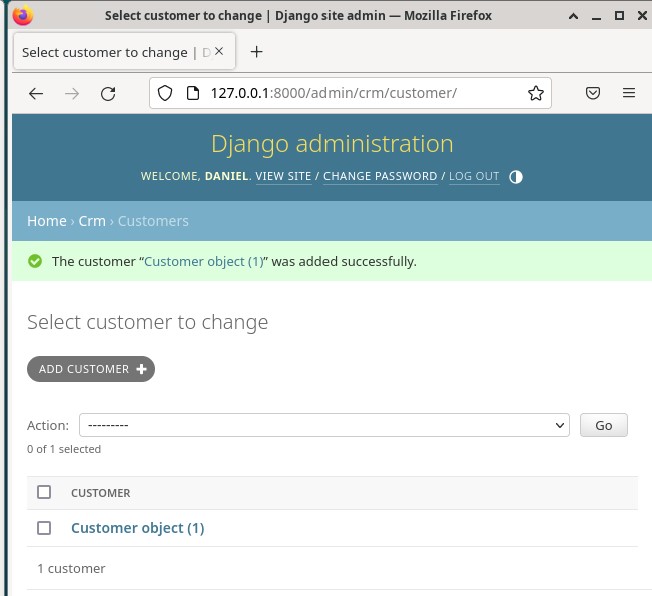 Select customer to change | Django site admin — Mozilla Firefox
Select customer to change | D
127.0.0.1:8000/admin/crm/customer/
Django administration
WELCOME, DANIEL. VIEW SITE / CHANGE PASSWORD / LOG OUT
Home › Crm › Customers
The customer “Customer object (1)” was added successfully.
Select customer to change
ADD CUSTOMER +
Action: --------- Go
0 of 1 selected
CUSTOMER
Customer object (1)
1 customer